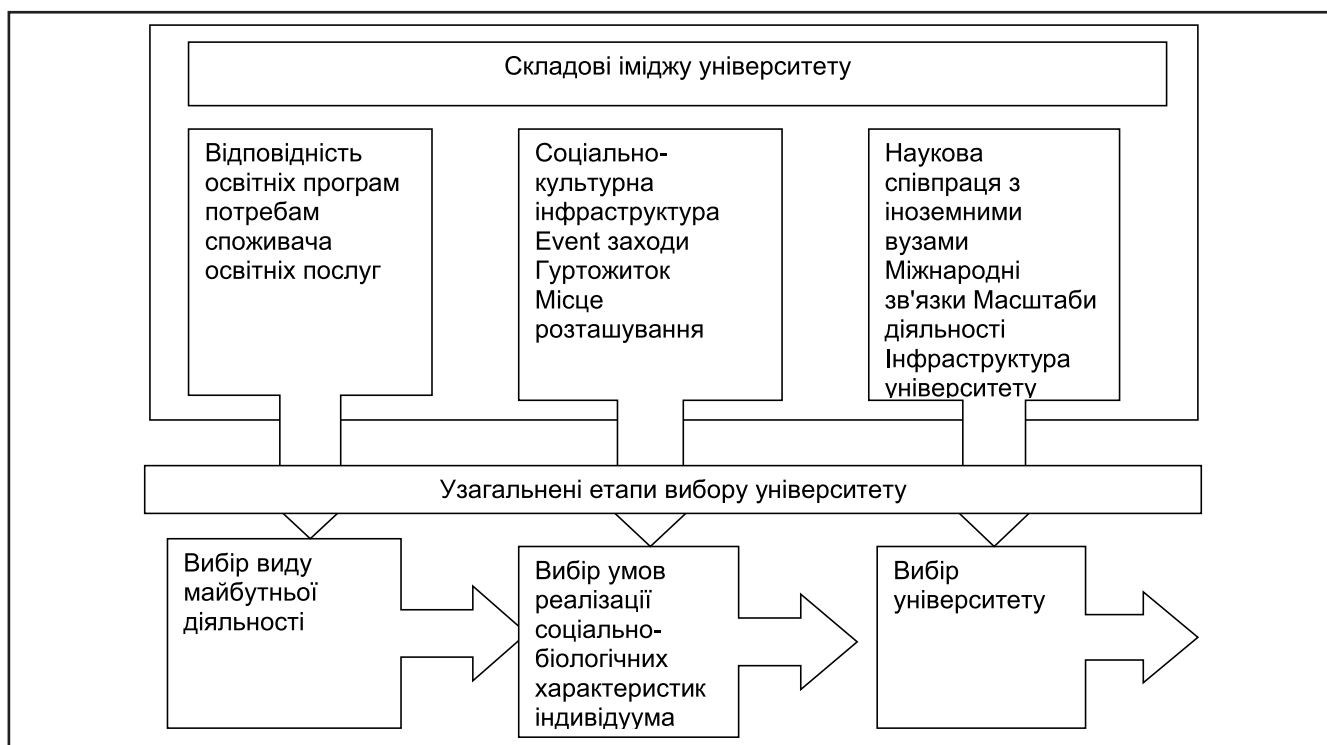 Складові іміджу університету
Відповідність
освітніх програм
потребам
споживача
освітніх послуг
Соціально-
культурна
інфраструктура
Event заходи
Гуртожиток
Місце
розташування
Наукова
співпраця з
іноземними
вузами
Міжнародні
зв'язки Масштаби
діяльності
Інфраструктура
університету
Узагальнені етапи вибору університету
Вибір виду
майбутньої
діяльності
Вибір умов
реалізації
соціально-
біологічних
характеристик
індивідуума
Вибір
університету